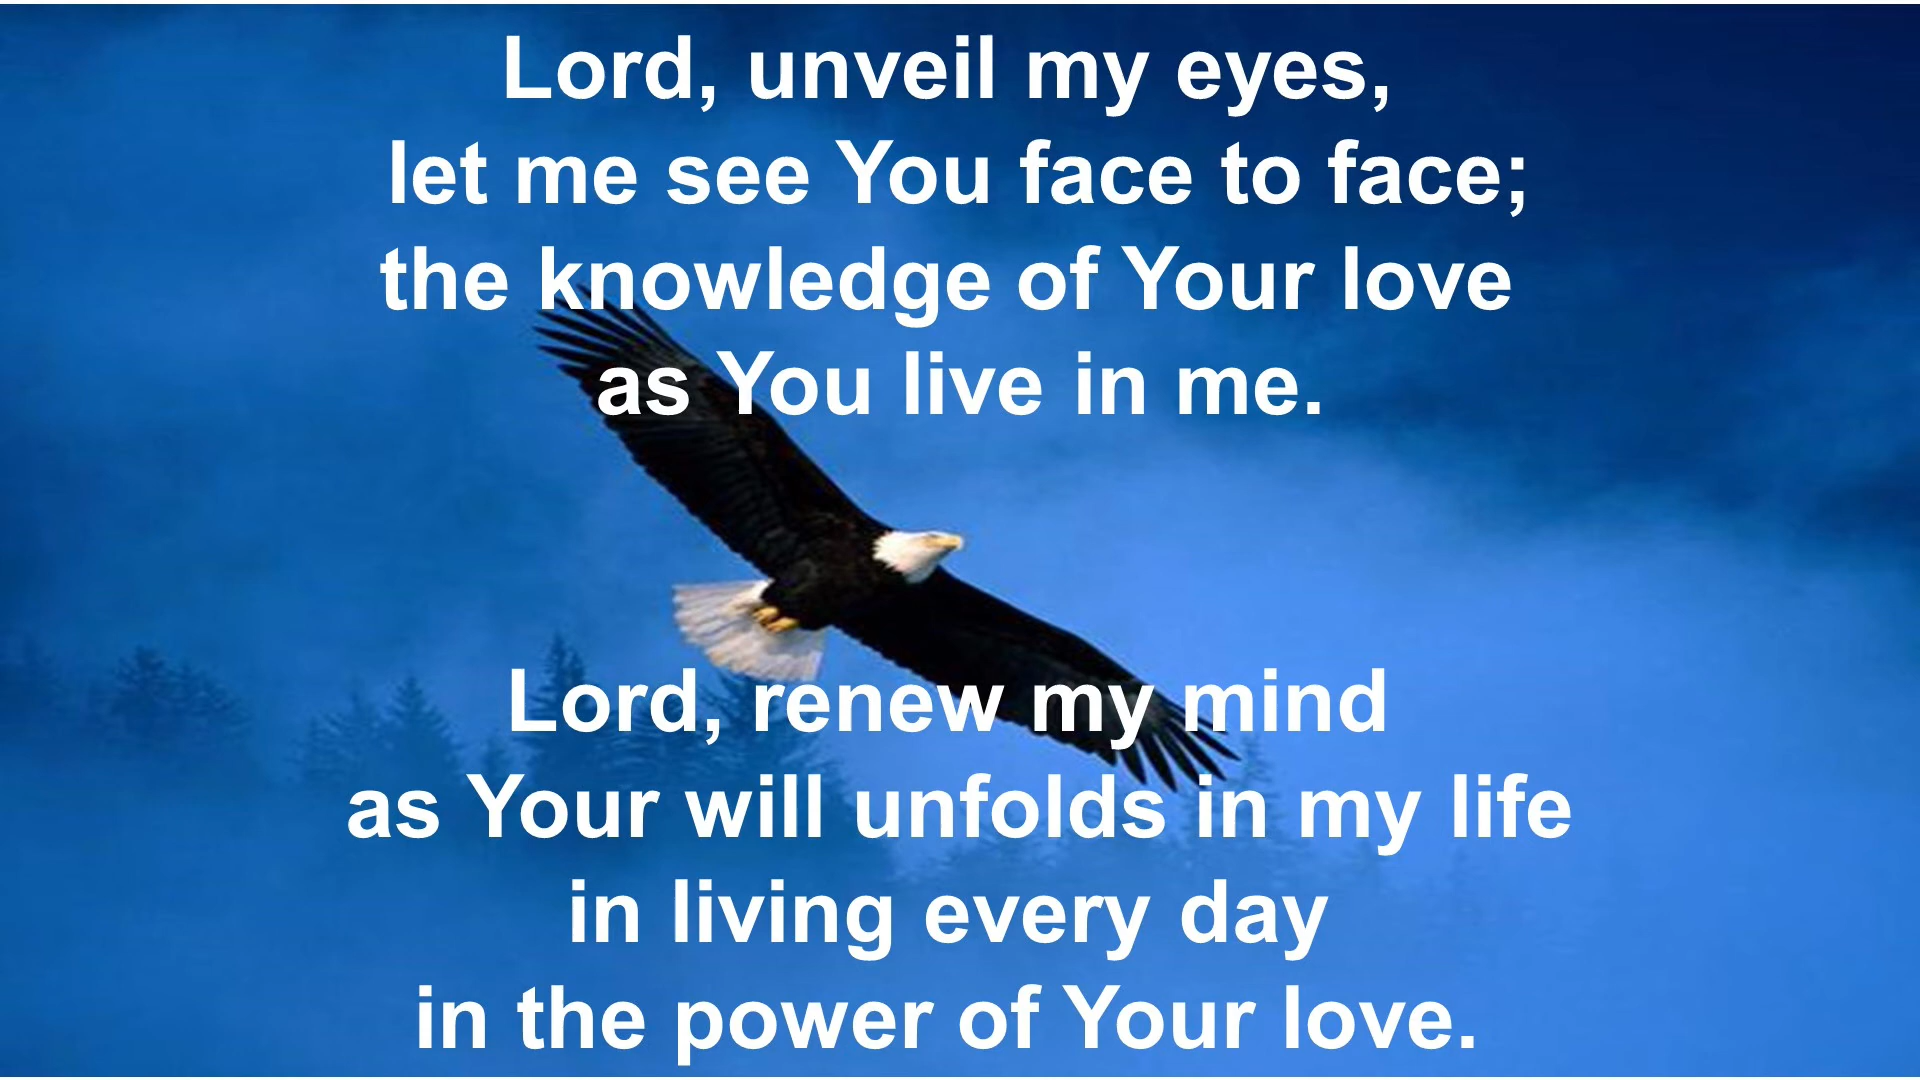 Lord, unveil my eyes,
let me see You face to face;
the knowledge of Your love
as You live in me.
Lord, renew my mind
as Your will unfolds in my life
in living every day
in the power of Your love.